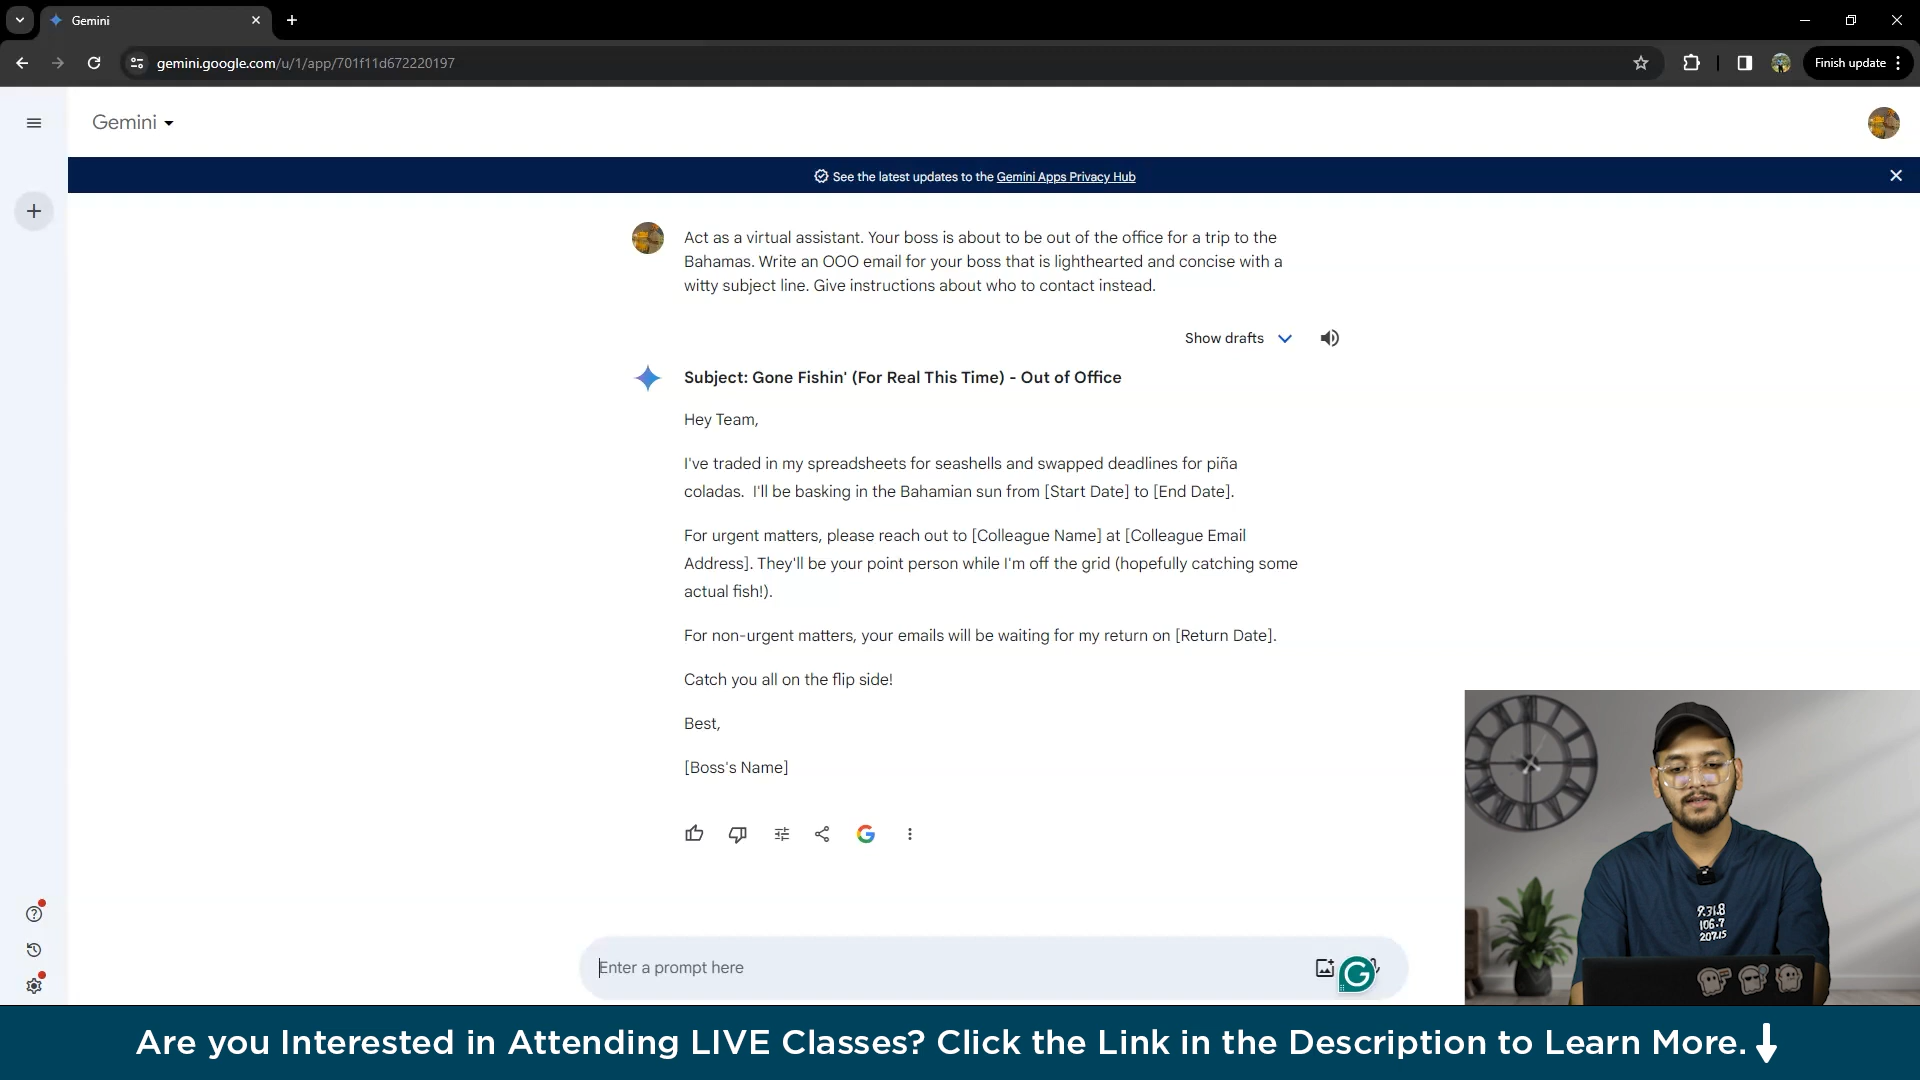 Gemini
gemini.google.com/u/1/app/701f11d672220197
Finish update
Gemini
See the latest updates to the Gemini Apps Privacy Hub
Act as a virtual assistant. Your boss is about to be out of the office for a trip to the
Bahamas. Write an OOO email for your boss that is lighthearted and concise with a
witty subject line. Give instructions about who to contact instead.
Show drafts
Subject: Gone Fishin' (For Real This Time) - Out of Office
Hey Team,
I've traded in my spreadsheets for seashells and swapped deadlines for piña
coladas.  I'll be basking in the Bahamian sun from [Start Date] to [End Date].
For urgent matters, please reach out to [Colleague Name] at [Colleague Email
Address]. They'll be your point person while I'm off the grid (hopefully catching some
actual fish!).
For non-urgent matters, your emails will be waiting for my return on [Return Date].
Catch you all on the flip side!
Best,
[Boss's Name]
Enter a prompt here
9.31.8
106.7
207.15
Are you Interested in Attending LIVE Classes? Click the Link in the Description to Learn More.